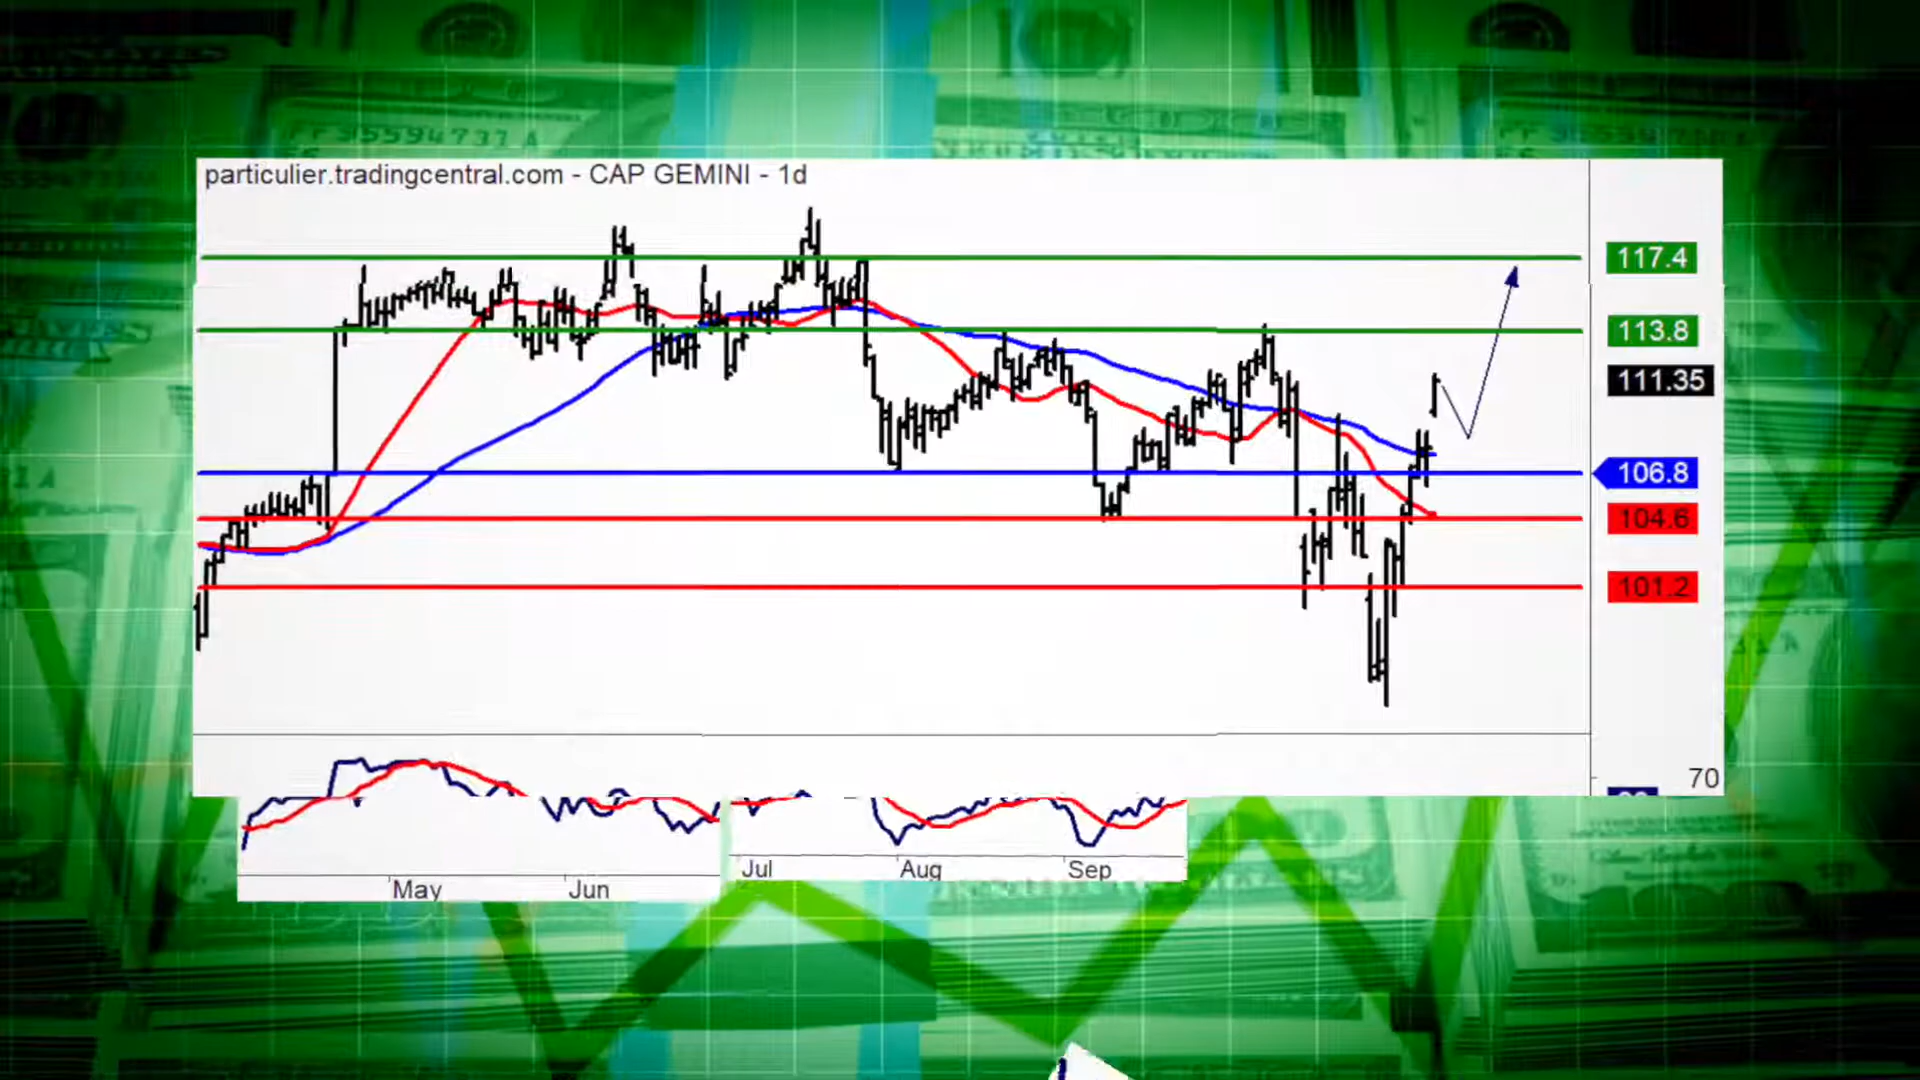 particulier.tradingcentral.com - CAP GEMINI - 1d
117.4
113.8
111.35
106.8
104.6
101.2
70
Jul
Aug
Sep
May
Jun